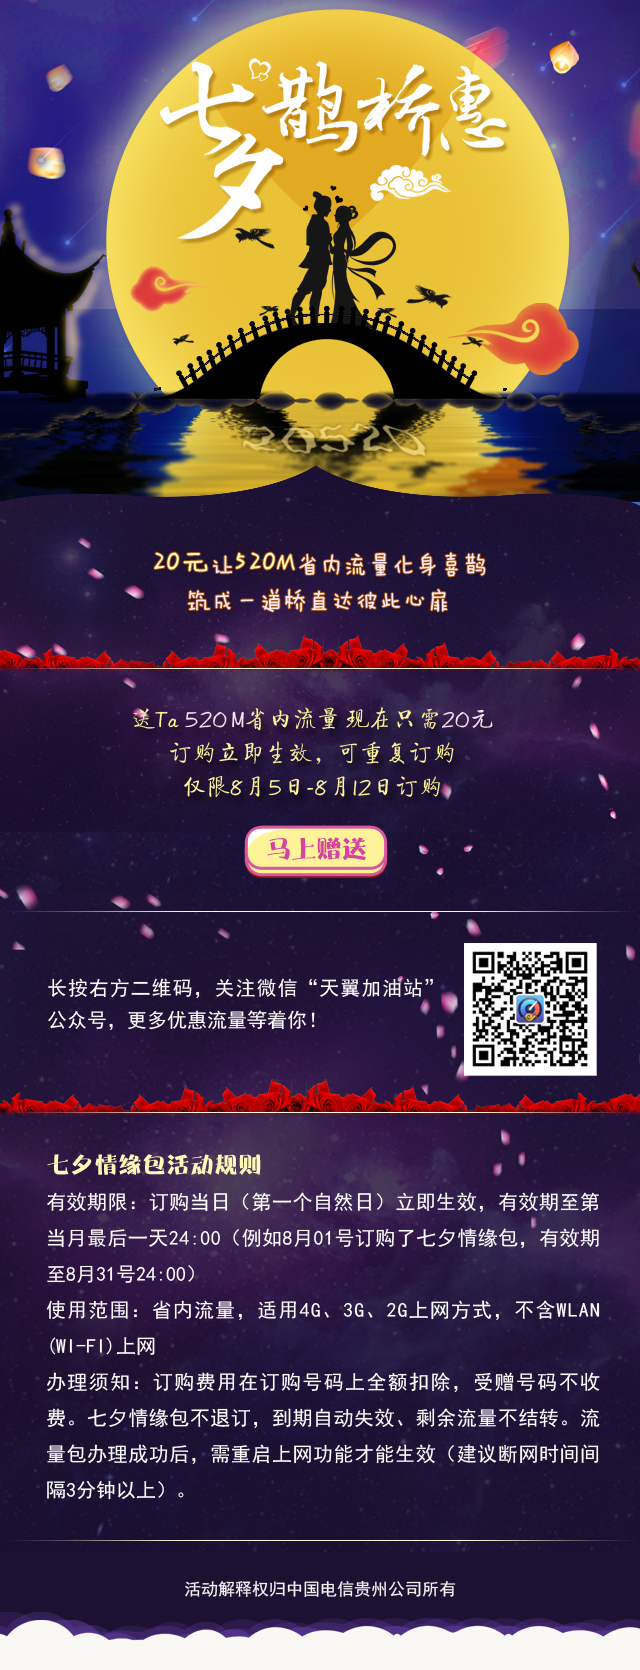 七夕鹊桥惠
20520
20元让520M省内流量化身喜鹊
筑成一道桥直达彼此心扉
送Ta 520M省内流量 现在只需20元
订购立即生效，可重复订购
仅限8月5日-8月12日订购
马上赠送
长按右方二维码，关注微信“天翼加油站”
公众号，更多优惠流量等着你！
七夕情缘包活动规则
有效期限：订购当日（第一个自然日）立即生效，有效期至第
当月最后一天24:00（例如8月01号订购了七夕情缘包，有效期
至8月31号24:00）
使用范围：省内流量，适用4G、3G、2G上网方式，不含WLAN
(WI-FI)上网
办理须知：订购费用在订购号码上全额扣除，受赠号码不收
费。七夕情缘包不退订，到期自动失效、剩余流量不结转。流
量包办理成功后，需重启上网功能才能生效（建议断网时间间
隔3分钟以上）。
活动解释权归中国电信贵州公司所有